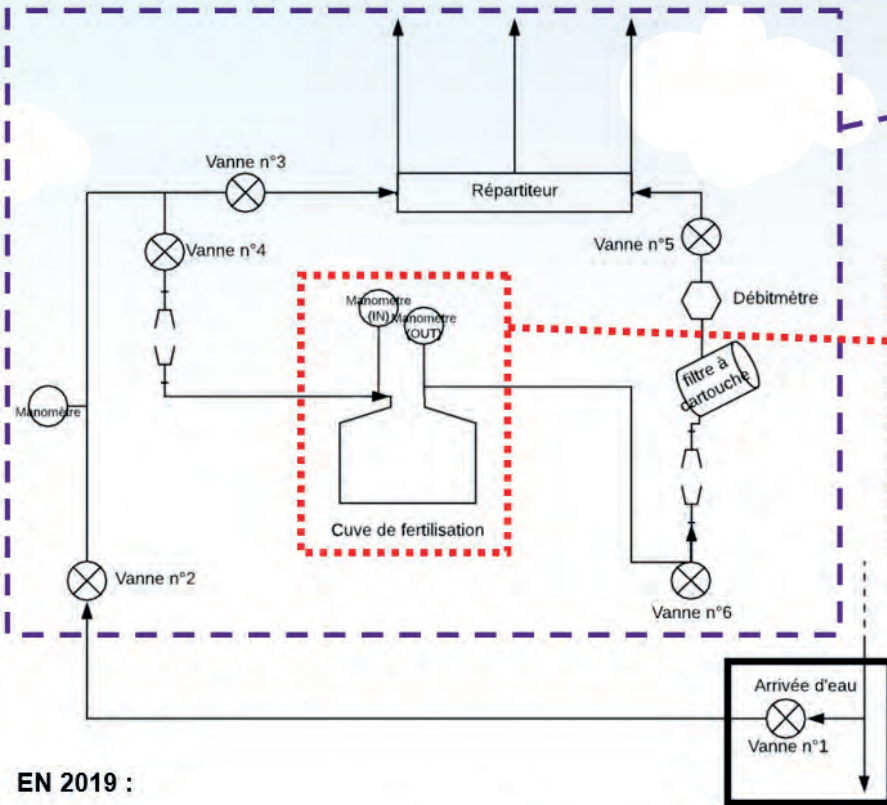 Vanne n°3
Répartiteur
Vanne n°4
Vanne n°5
Manomètre
(IN)
Manomètre
(OUT)
Débitmètre
filtre à
cartouche
Manomètre
Cuve de fertilisation
Vanne n°2
Vanne n°6
Arrivée d'eau
Vanne n°1
EN 2019 :